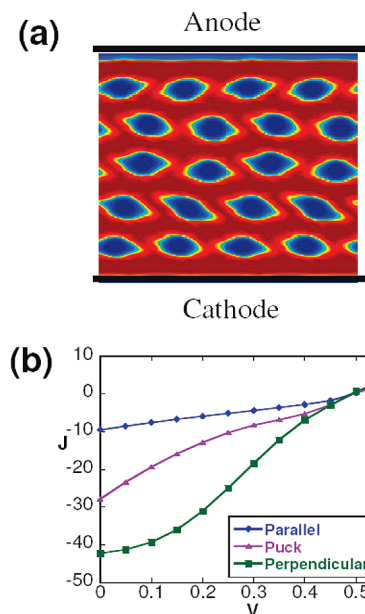 (a)
Anode
Cathode
(b)
10
0
-10
-20
-30
-40
-50
J
0
0.1
0.2
0.3
0.4
0.5
V
Parallel
Puck
Perpendicular